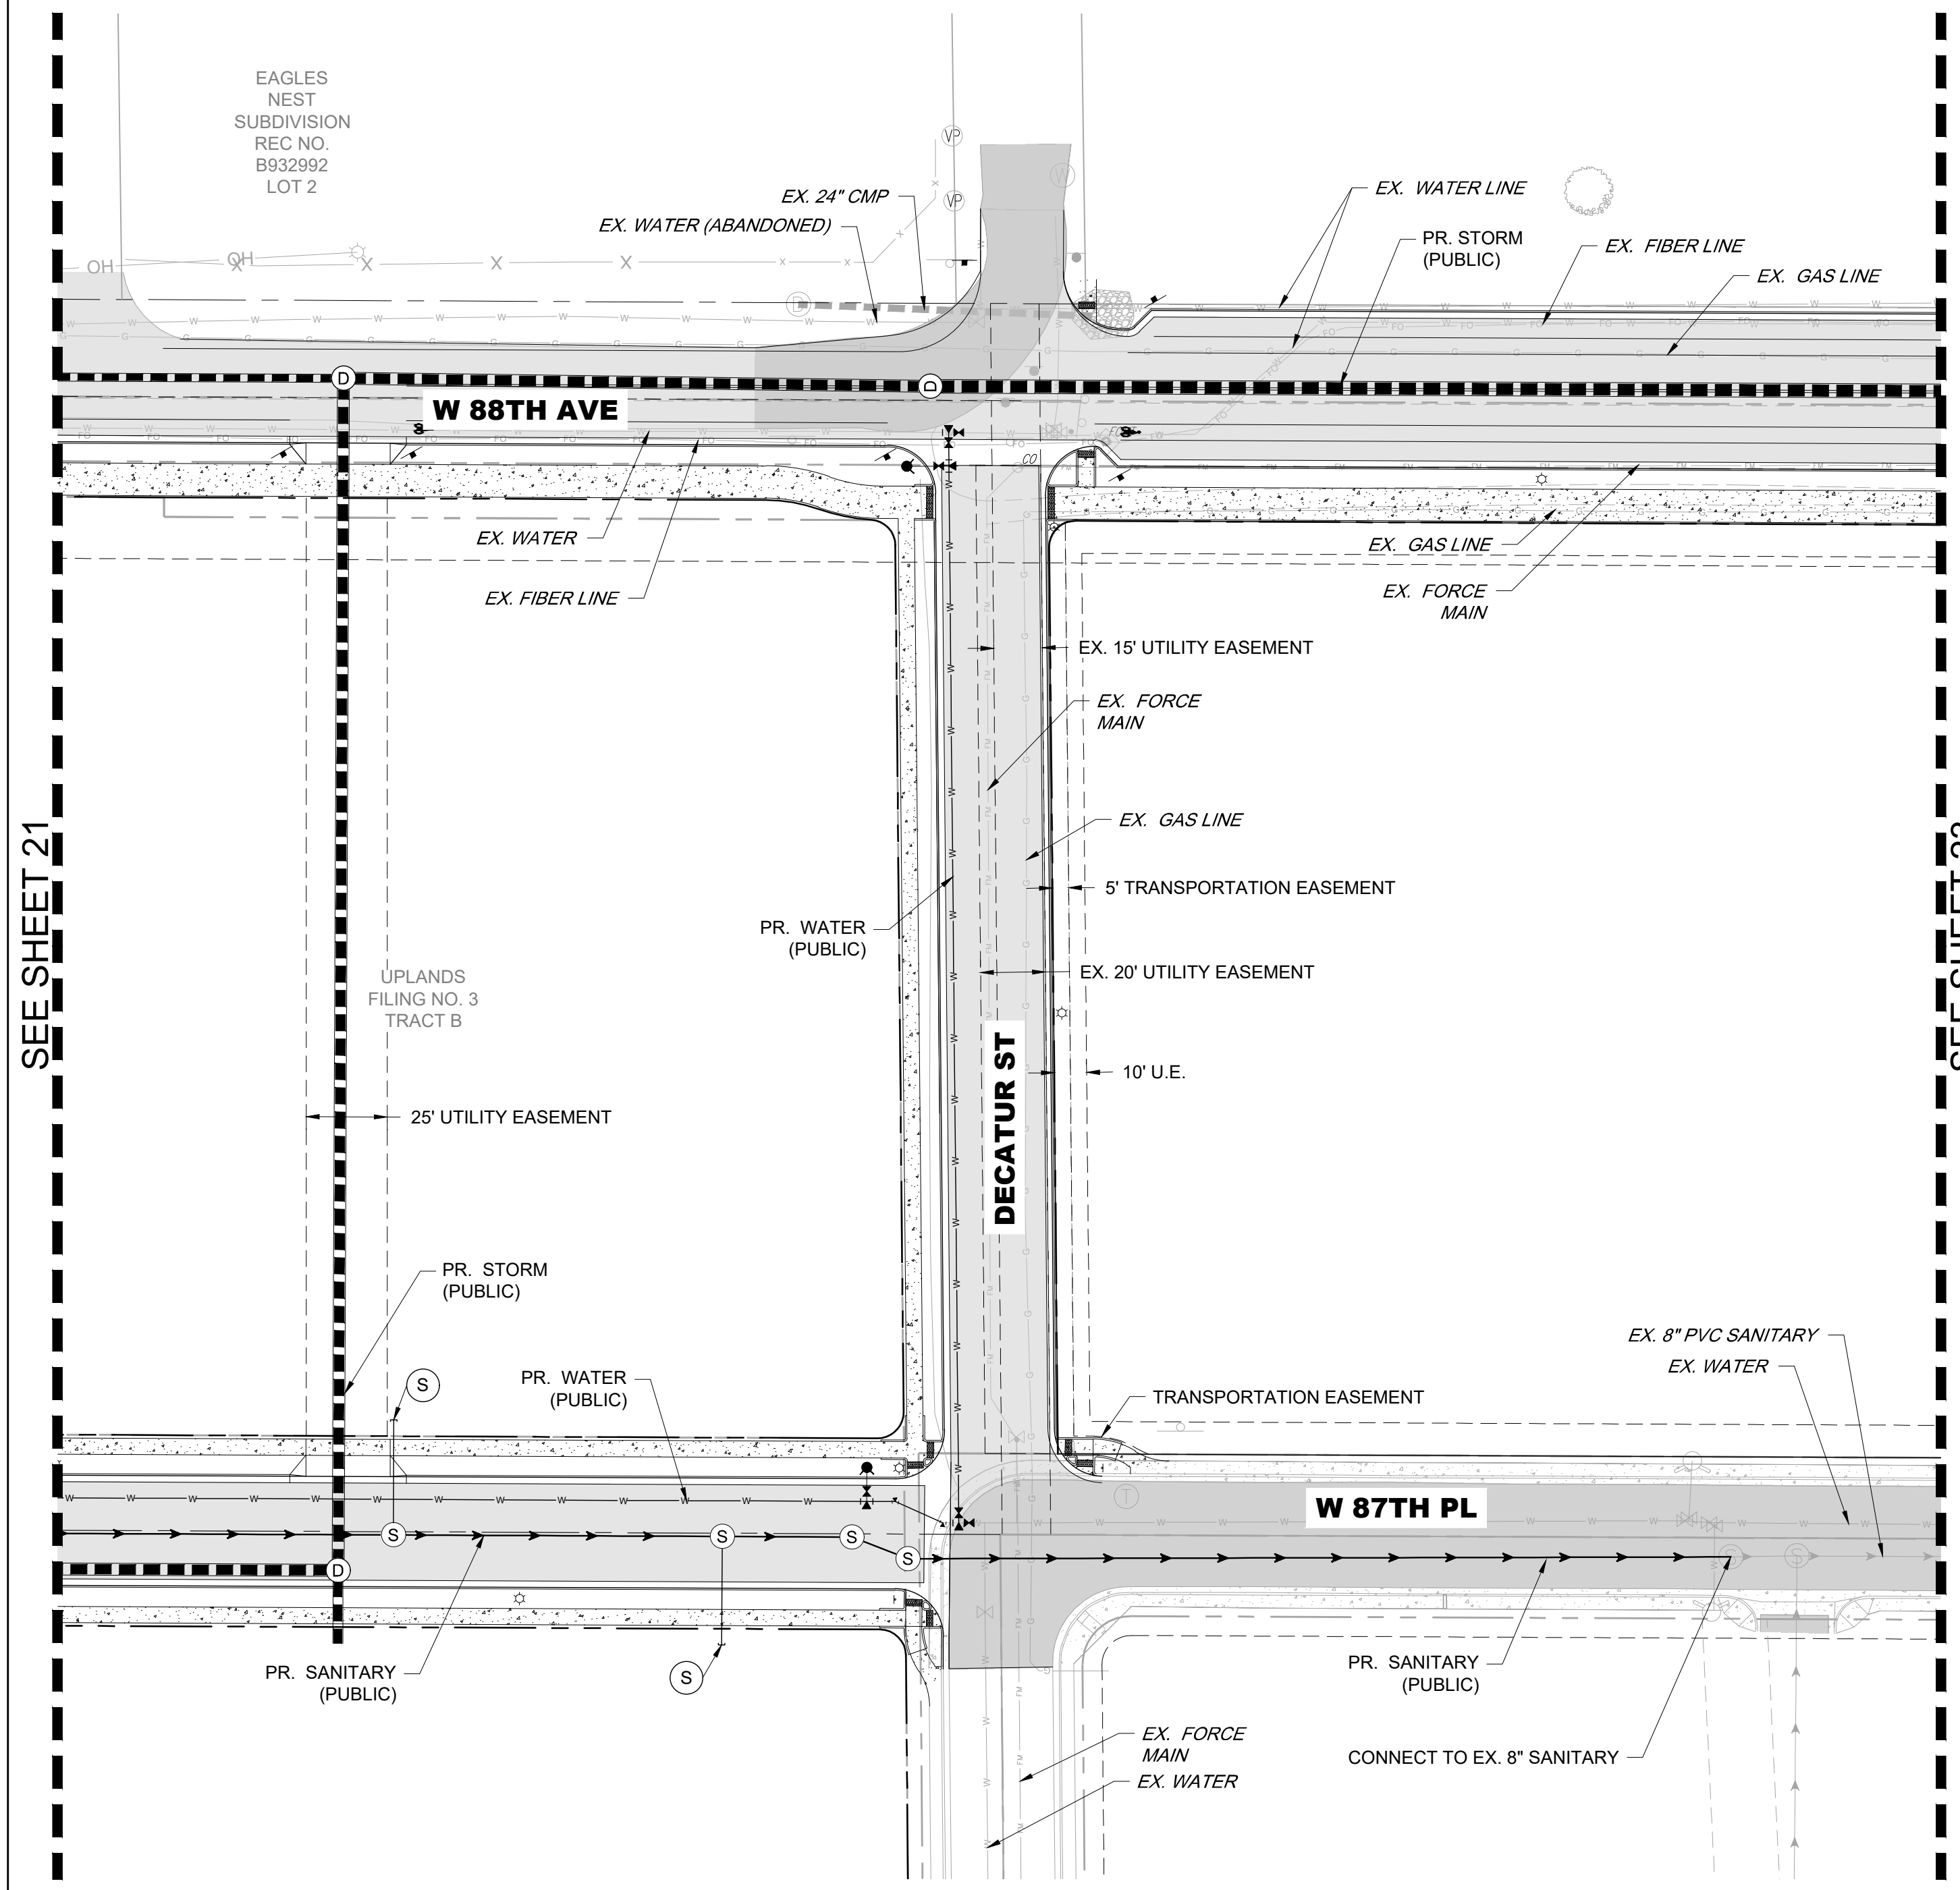 EAGLES
NEST
SUBDIVISION
REC NO.
B932992
LOT 2
EX. 24" CMP
EX. WATER (ABANDONED)
EX. WATER LINE
PR. STORM
(PUBLIC)
EX. FIBER LINE
EX. GAS LINE
W 88TH AVE
EX. WATER
EX. FIBER LINE
EX. GAS LINE
EX. FORCE
MAIN
EX. 15' UTILITY EASEMENT
EX. FORCE
MAIN
EX. GAS LINE
5' TRANSPORTATION EASEMENT
PR. WATER
(PUBLIC)
EX. 20' UTILITY EASEMENT
SEE SHEET 21
UPLANDS
FILING NO. 3
TRACT B
DECATUR ST
10' U.E.
25' UTILITY EASEMENT
PR. STORM
(PUBLIC)
PR. WATER
(PUBLIC)
EX. 8" PVC SANITARY
EX. WATER
TRANSPORTATION EASEMENT
W 87TH PL
PR. SANITARY
(PUBLIC)
PR. SANITARY
(PUBLIC)
EX. FORCE
MAIN
EX. WATER
CONNECT TO EX. 8" SANITARY